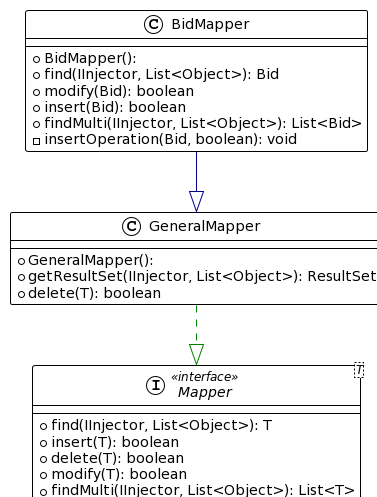 C BidMapper
BidMapper():
find(IInjector, List<Object>): Bid
modify(Bid): boolean
insert(Bid): boolean
findMulti(IInjector, List<Object>): List<Bid>
insertOperation(Bid, boolean): void
C GeneralMapper
GeneralMapper():
getResultSet(IInjector, List<Object>): ResultSet
delete(T): boolean
T
«interface»
I Mapper
find(IInjector, List<Object>): T
insert(T): boolean
delete(T): boolean
modify(T): boolean
findMulti(IInjector, List<Object>): List<T>